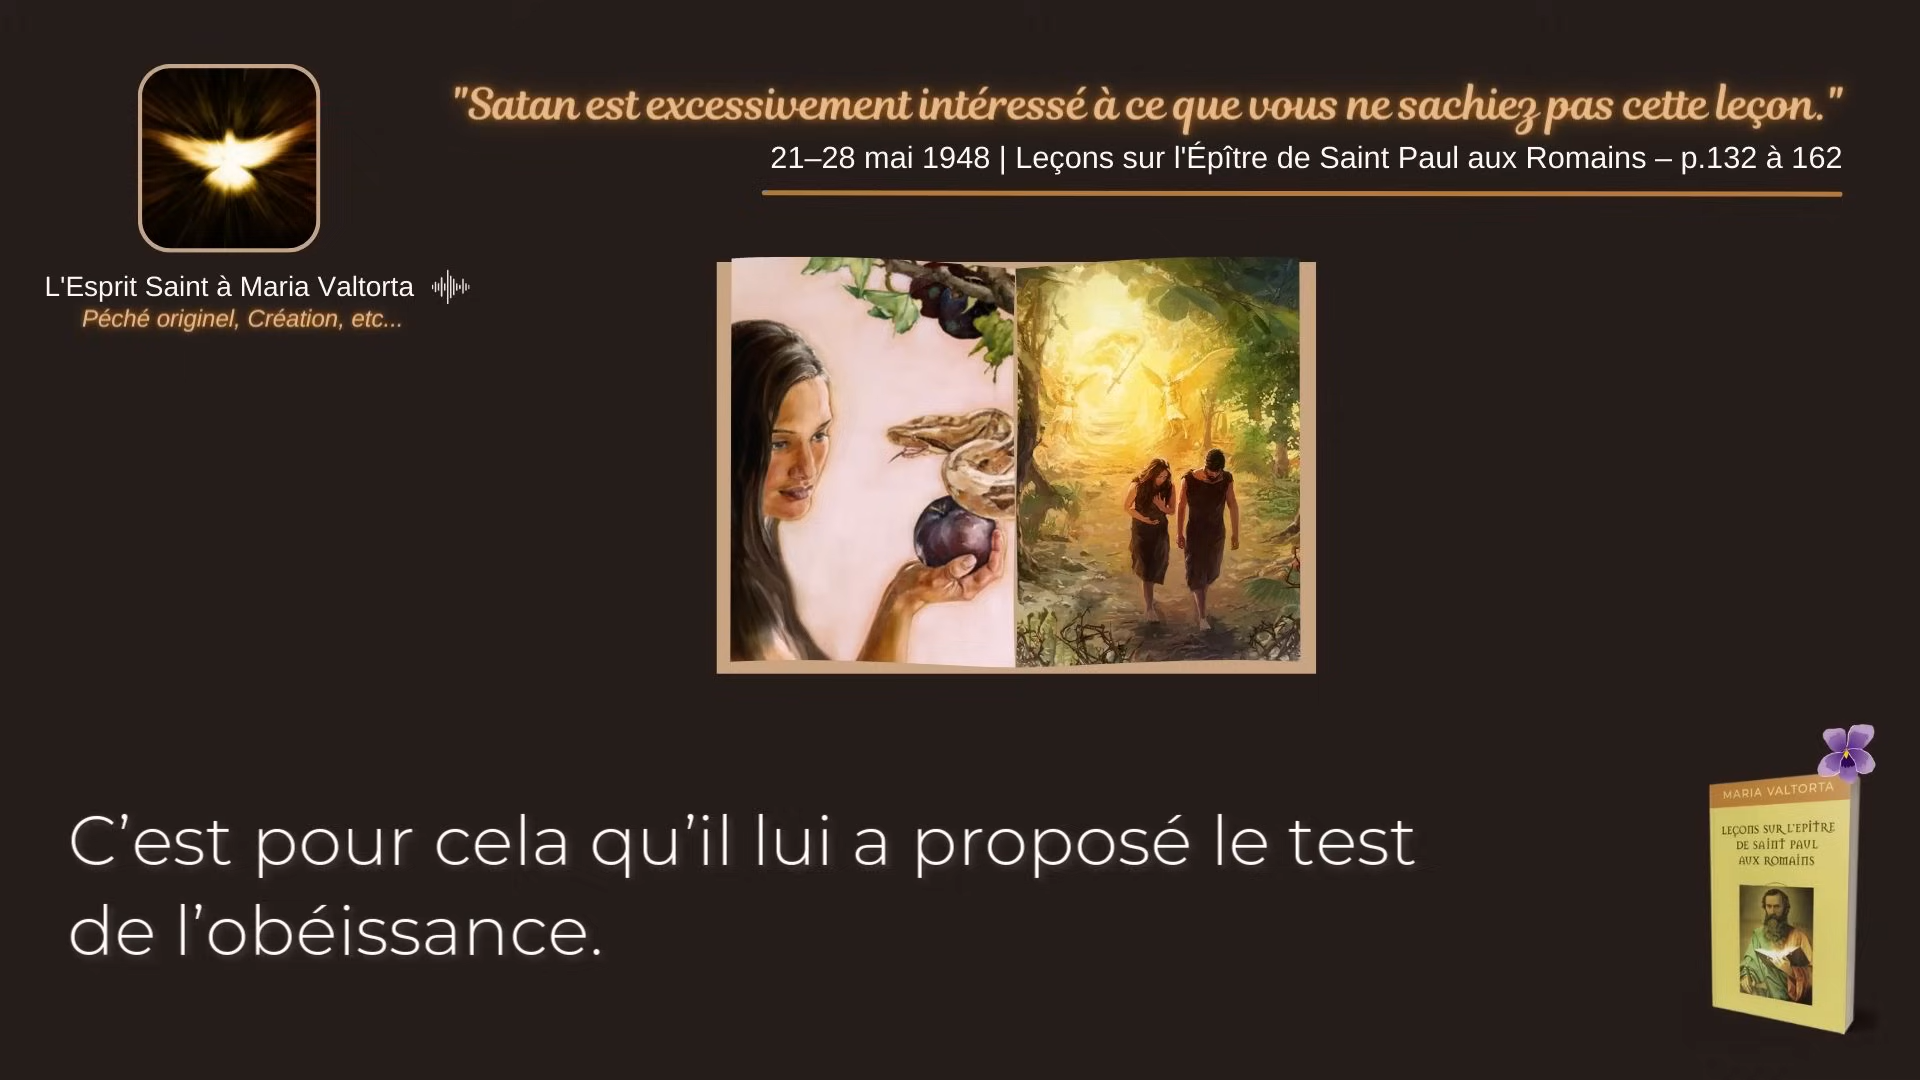 "Satan est excessivement intéressé à ce que vous ne sachiez pas cette leçon."
21–28 mai 1948 | Leçons sur l'Épître de Saint Paul aux Romains – p.132 à 162
L'Esprit Saint à Maria Valtorta
Péché originel, Création, etc...
C’est pour cela qu’il lui a proposé le test
de l’obéissance.
MARIA VALTORTA
LEÇONS SUR L'EPÎTRE
DE SAINT PAUL
AUX ROMAINS